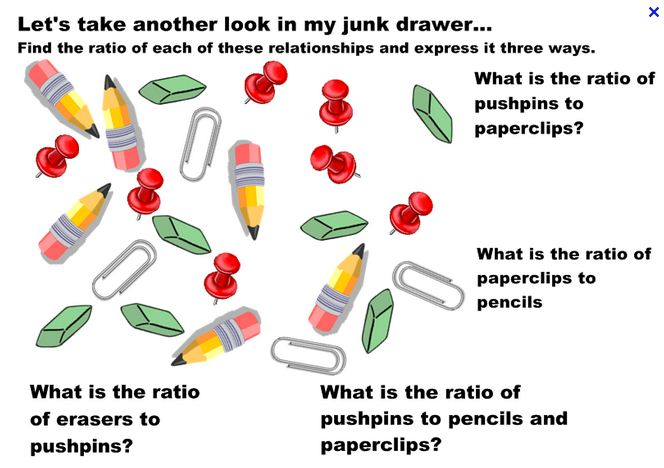 Let's take another look in my junk drawer...
Find the ratio of each of these relationships and express it three ways.
What is the ratio of
pushpins to
paperclips?
What is the ratio of
paperclips to
pencils
What is the ratio
of erasers to
pushpins?
What is the ratio of
pushpins to pencils and
paperclips?